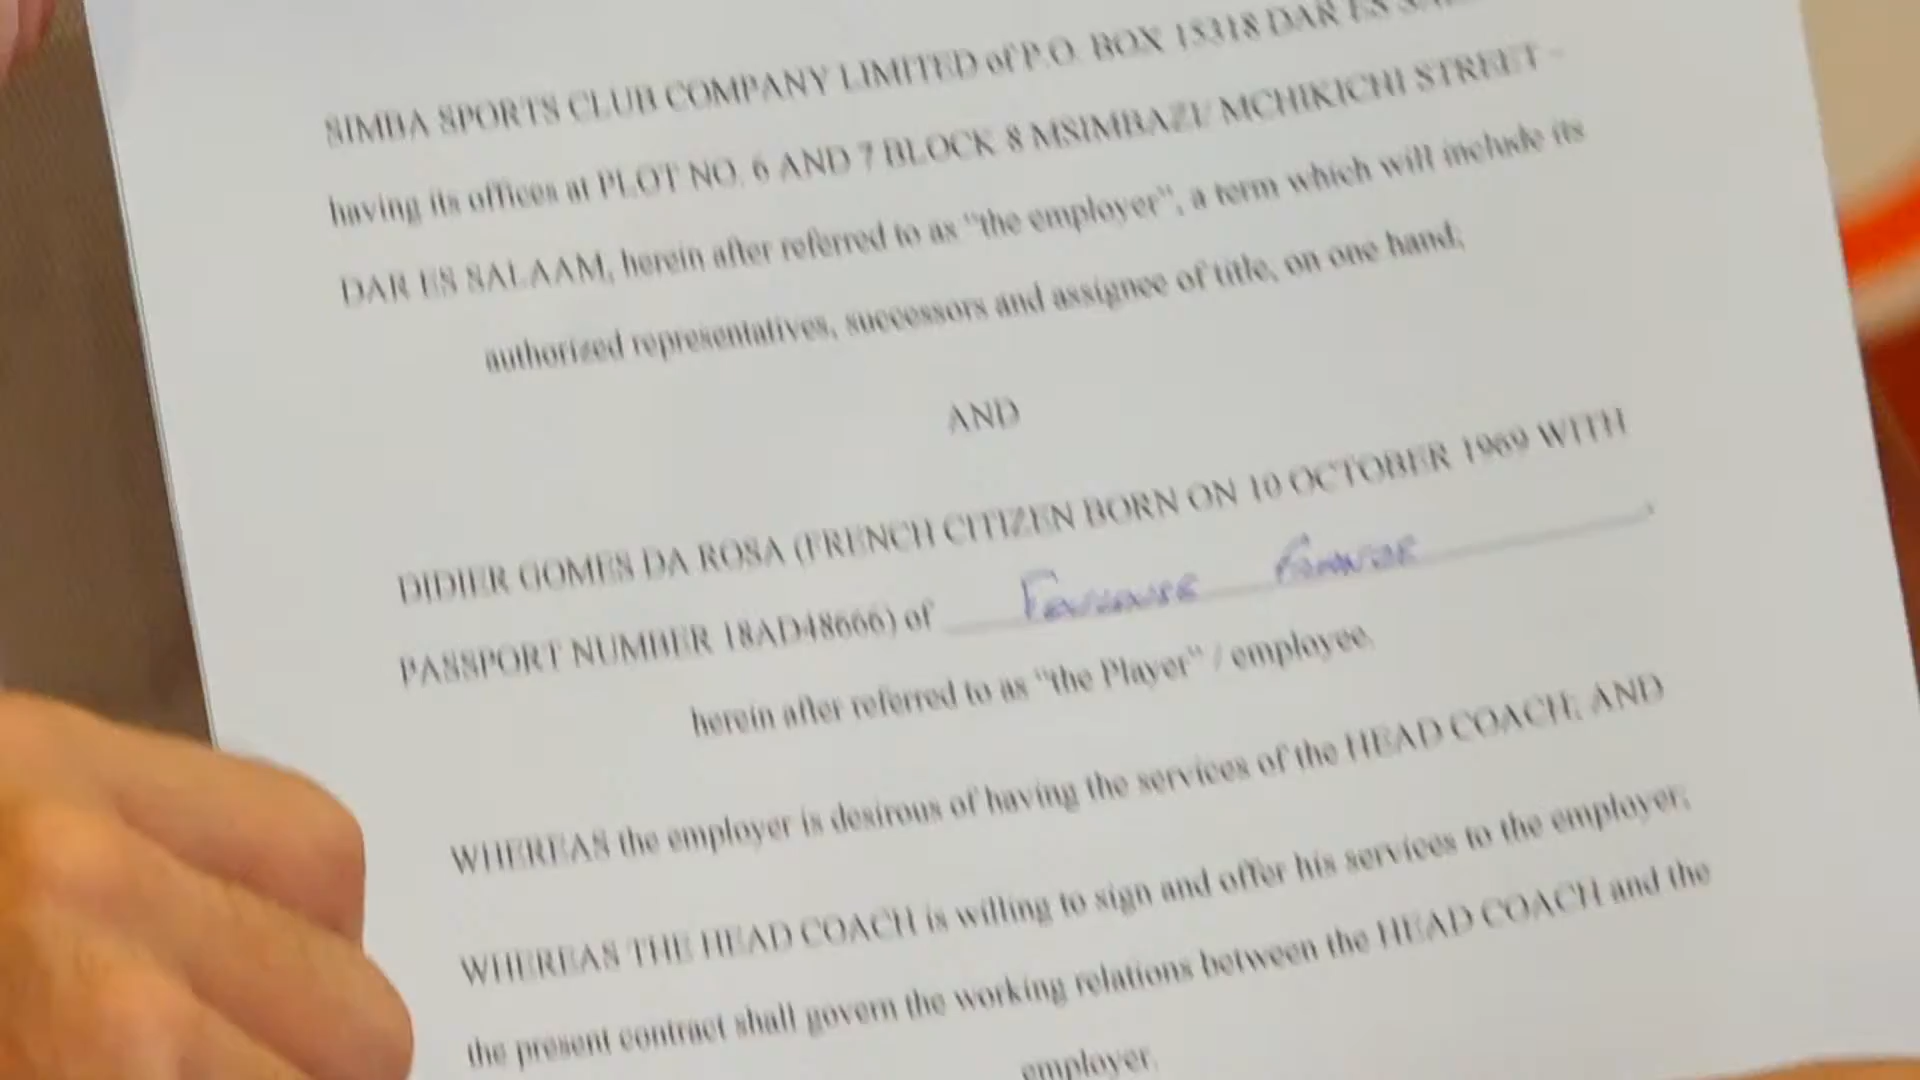 SIMBA SPORTS CLUB COMPANY LIMITED of P.O. BOX 15318 DAR ES
having its offices at PLOT NO. 6 AND 7 BLOCK 8 MSIMBAZI/ MCHIKICHI STREET -
DAR ES SALAAM, herein after referred to as "the employer", a term which will include its
authorized representatives, successors and assignee of title, on one hand;
AND
DIDIER GOMES DA ROSA (FRENCH CITIZEN BORN ON 10 OCTOBER 1969 WITH
PASSPORT NUMBER 18AD48666) of
herein after referred to as "the Player" / employee.
WHEREAS the employer is desirous of having the services of the HEAD COACH; AND
WHEREAS THE HEAD COACH is willing to sign and offer his services to the employer;
the present contract shall govern the working relations between the HEAD COACH and the
employer.